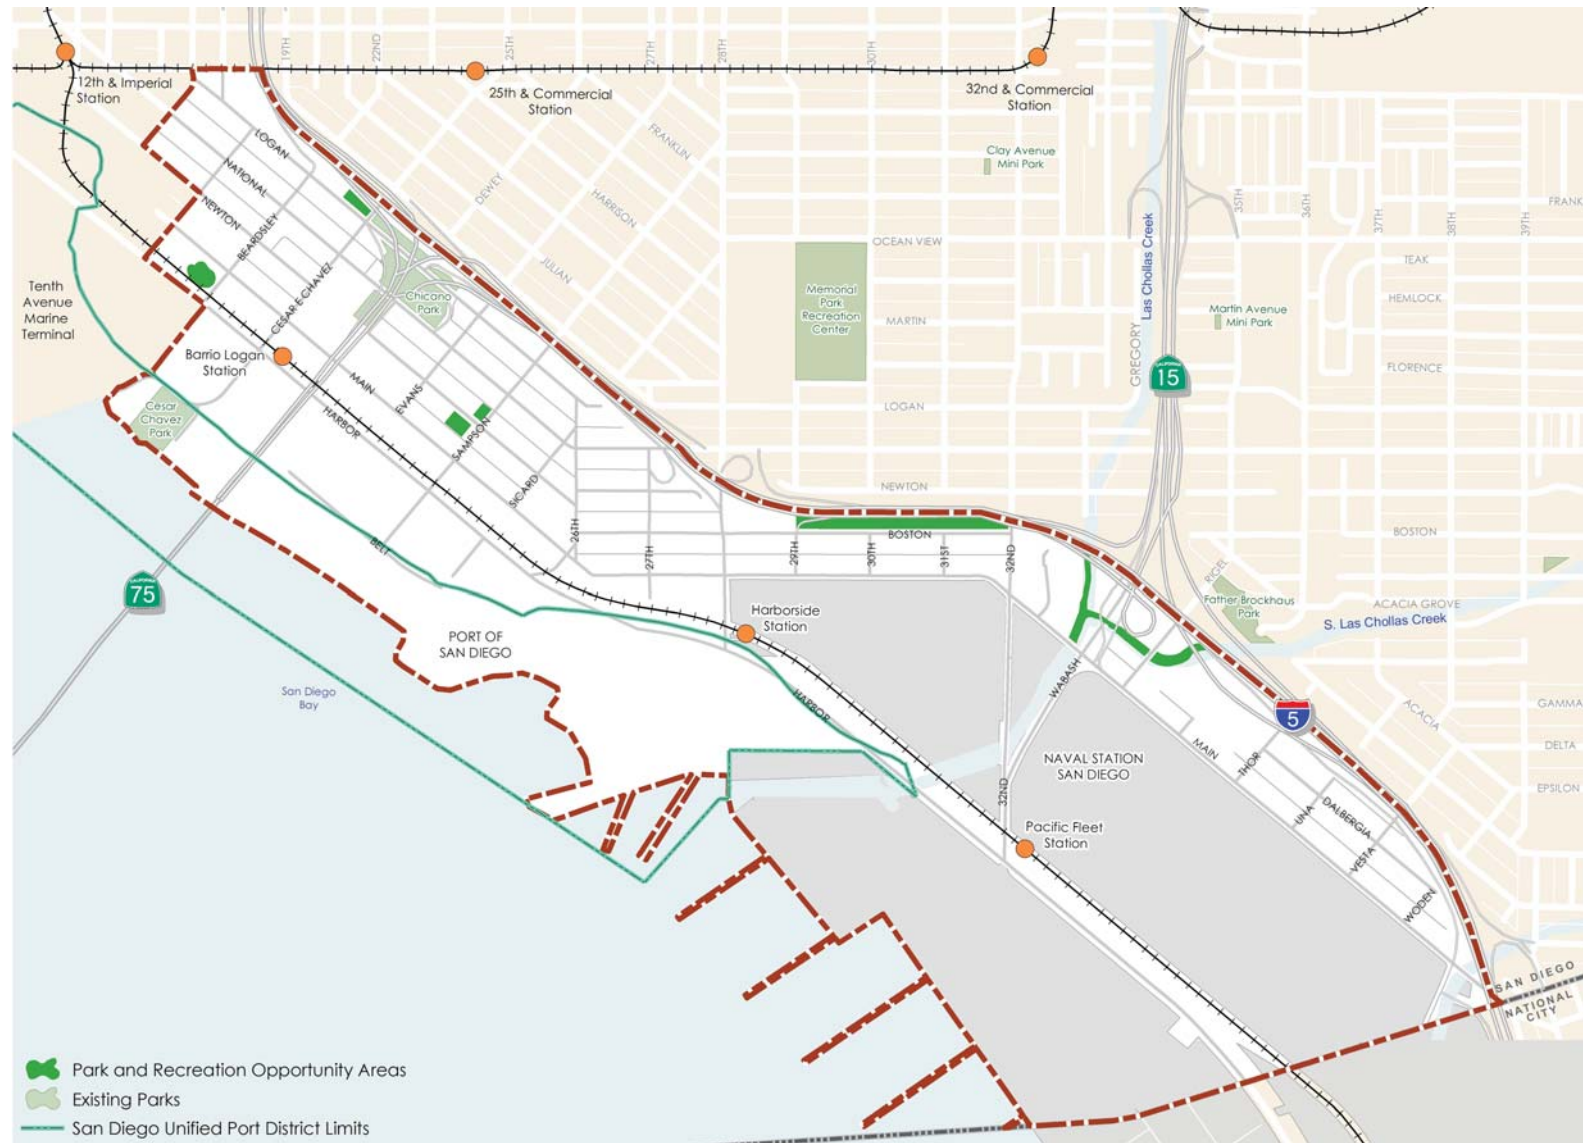 19TH
22ND
25TH
27TH
28TH
30TH
12th & Imperial
Station
25th & Commercial
Station
32nd & Commercial
Station
LOGAN
FRANKLIN
Clay Avenue
Mini Park
NATIONAL
DEWEY
HARRISON
35TH
36TH
37TH
38TH
39TH
FRANK
NEWTON
BEARDSLEY
JULIAN
OCEAN VIEW
Las Chollas Creek
TEAK
CESAR E CHAVEZ
Tenth
Avenue
Marine
Terminal
Chicano
Park
Memorial
Park
Recreation
Center
HEMLOCK
MARTIN
Martin Avenue
Mini Park
GREGORY
Barrio Logan
Station
MAIN
EVANS
CALIFORNIA
15
FLORENCE
Cesar
Chavez
Park
HARBOR
SAMPSON
LOGAN
SICARD
NEWTON
BELT
26TH
27TH
29TH
30TH
31ST
32ND
BOSTON
BOSTON
RIGEL
CALIFORNIA
75
Harborside
Station
Father Brockhaus
Park
ACACIA GROVE
S. Las Chollas Creek
PORT OF
SAN DIEGO
San Diego
Bay
WABASH
HARBOR
5
ACACIA
GAMMA
DELTA
EPSILON
MAIN
THOR
NAVAL STATION
SAN DIEGO
32ND
UNA
DALBERGIA
VESTA
WODEN
Pacific Fleet
Station
SAN DIEGO
NATIONAL
CITY
Park and Recreation Opportunity Areas
Existing Parks
San Diego Unified Port District Limits